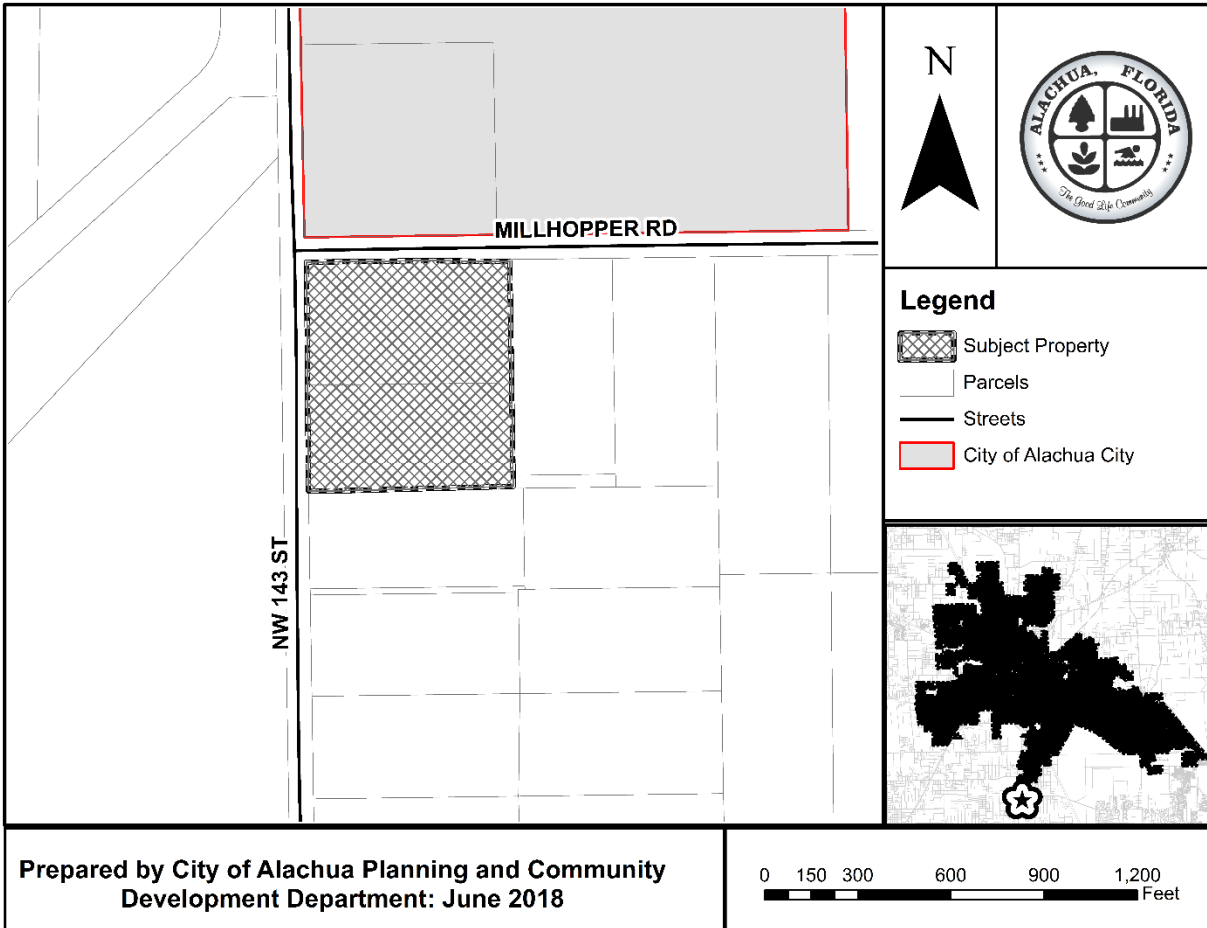 MILLHOPPER RD
NW 143 ST
N
ALACHUA, FLORIDA
The Good Life Community
Legend
Subject Property
Parcels
Streets
City of Alachua City
Prepared by City of Alachua Planning and Community
Development Department: June 2018
0 150 300 600 900 1,200
Feet